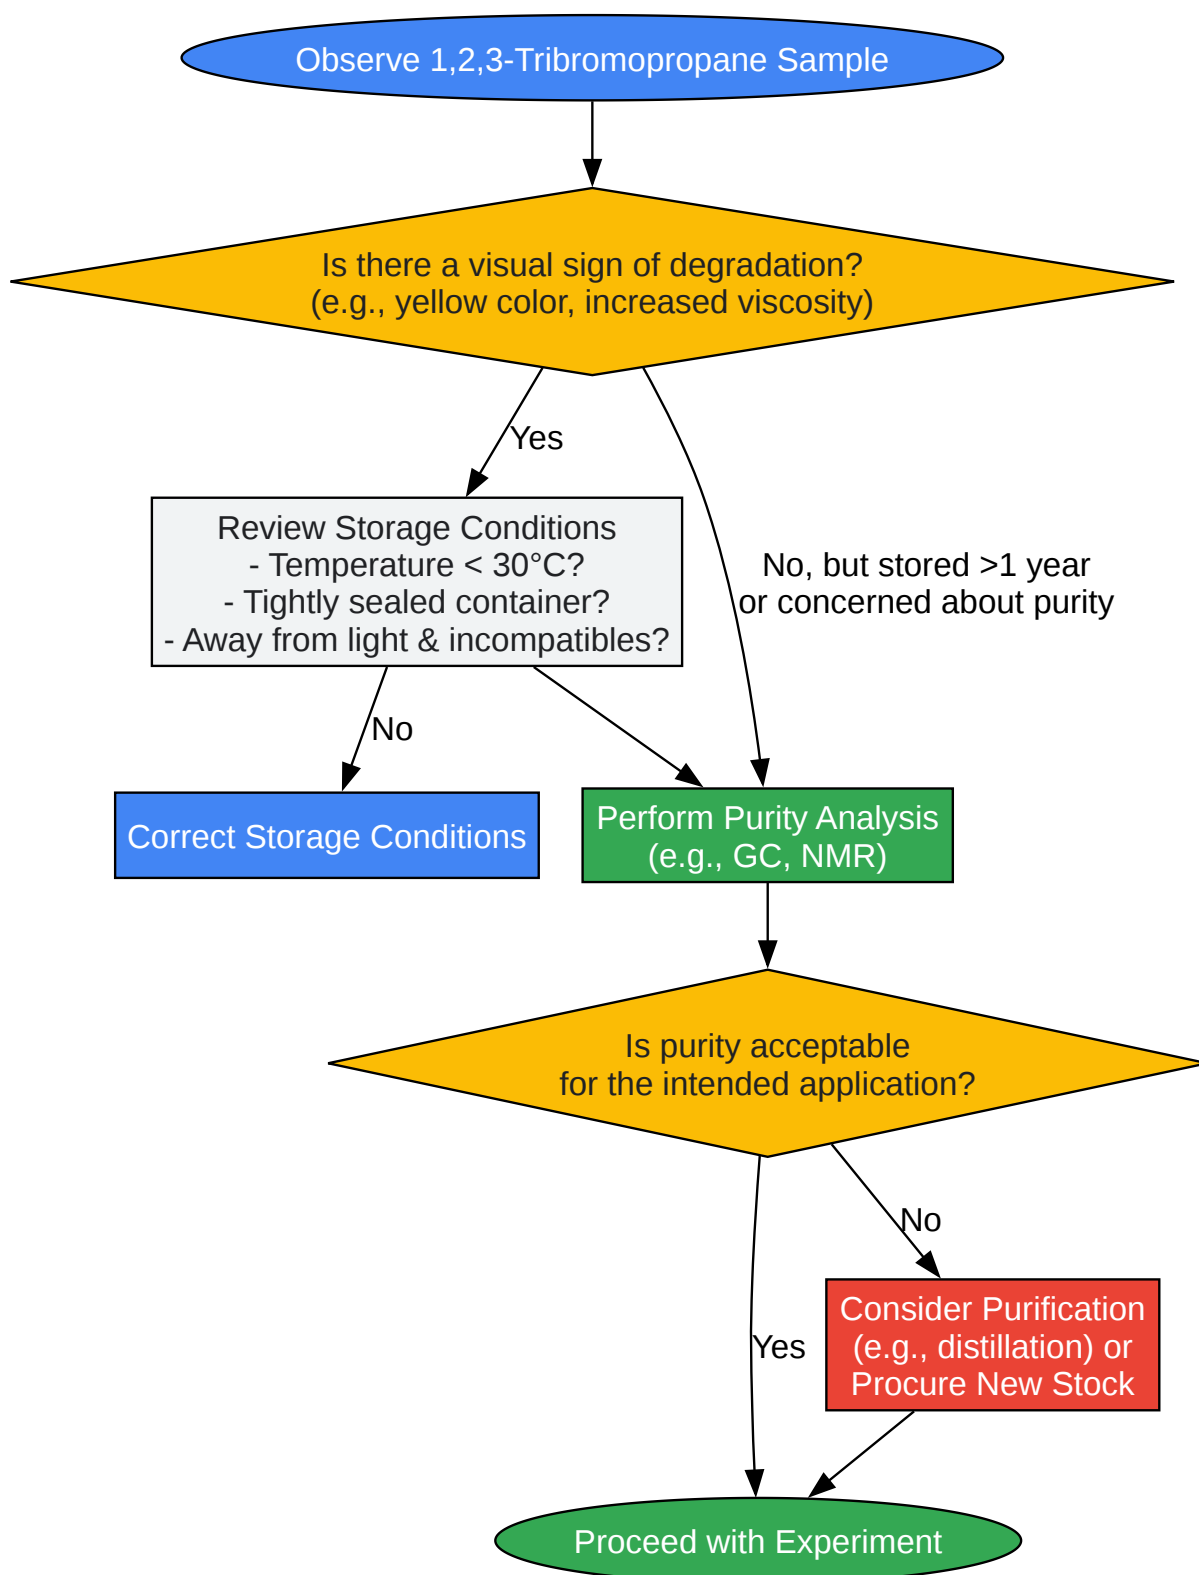 Observe 1,2,3-Tribromopropane Sample
Is there a visual sign of degradation?
(e.g., yellow color, increased viscosity)
Yes
Review Storage Conditions
- Temperature < 30°C?
- Tightly sealed container?
- Away from light & incompatibles?
No, but stored >1 year
or concerned about purity
No
Correct Storage Conditions
Perform Purity Analysis
(e.g., GC, NMR)
Is purity acceptable
for the intended application?
No
Yes
Consider Purification
(e.g., distillation) or
Procure New Stock
Proceed with Experiment